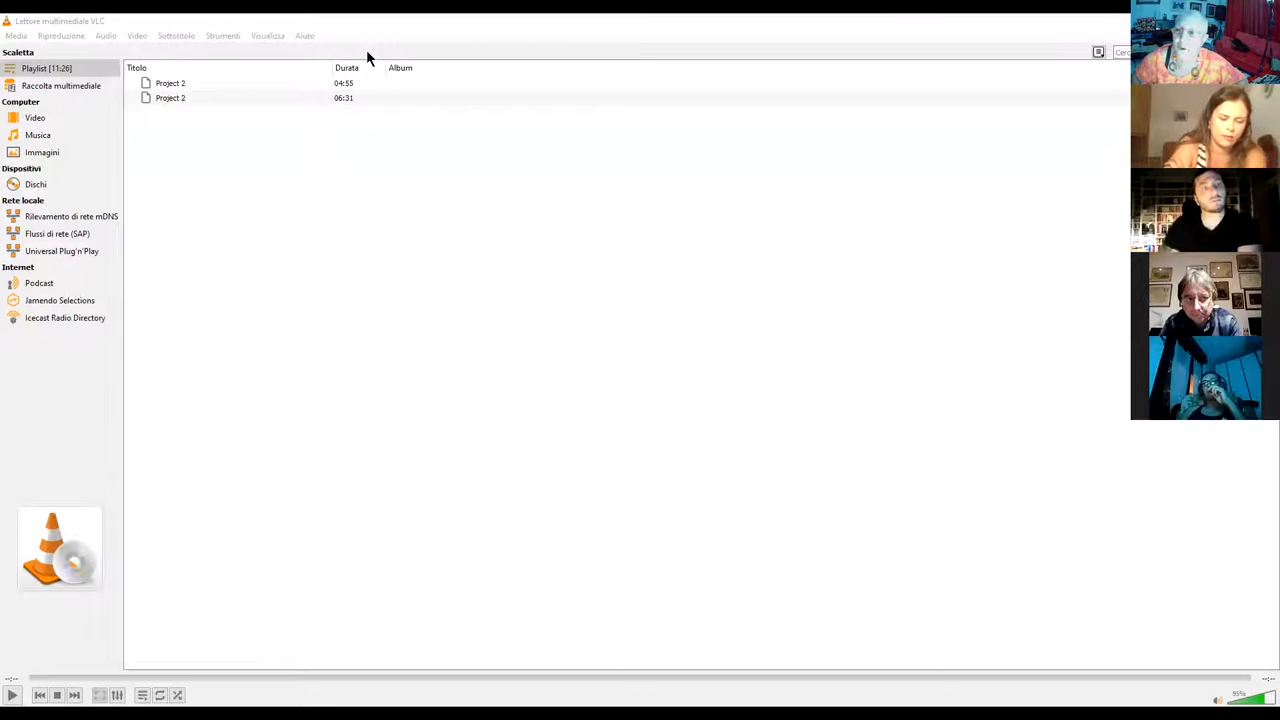 Lettore multimediale VLC
Media Riproduzione Audio Video Sottotitolo Strumenti Visualizza Aiuto
Scaletta
Cerc
Playlist [11:26]
Raccolta multimediale
Computer
Video
Musica
Immagini
Dispositivi
Dischi
Rete locale
Rilevamento di rete mDNS
Flussi di rete (SAP)
Universal Plug'n'Play
Internet
Podcast
Jamendo Selections
Icecast Radio Directory
Titolo Durata Album
Project 2 04:55
Project 2 06:31
--:-- --:--
95%